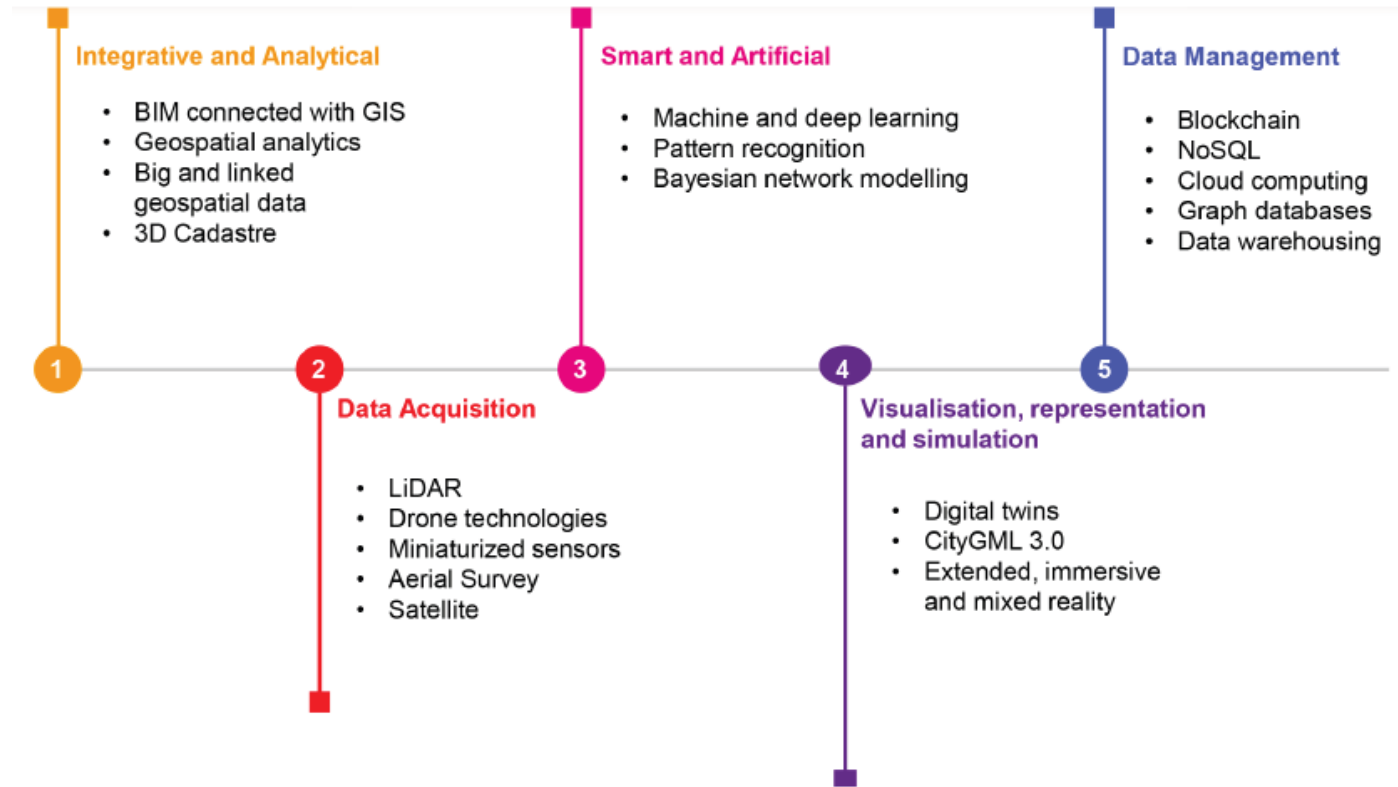 Integrative and Analytical
• BIM connected with GIS
• Geospatial analytics
• Big and linked
geospatial data
• 3D Cadastre
Smart and Artificial
• Machine and deep learning
• Pattern recognition
• Bayesian network modelling
Data Management
• Blockchain
• NoSQL
• Cloud computing
• Graph databases
• Data warehousing
1
2
3
4
5
Data Acquisition
• LiDAR
• Drone technologies
• Miniaturized sensors
• Aerial Survey
• Satellite
Visualisation, representation
and simulation
• Digital twins
• CityGML 3.0
• Extended, immersive
and mixed reality